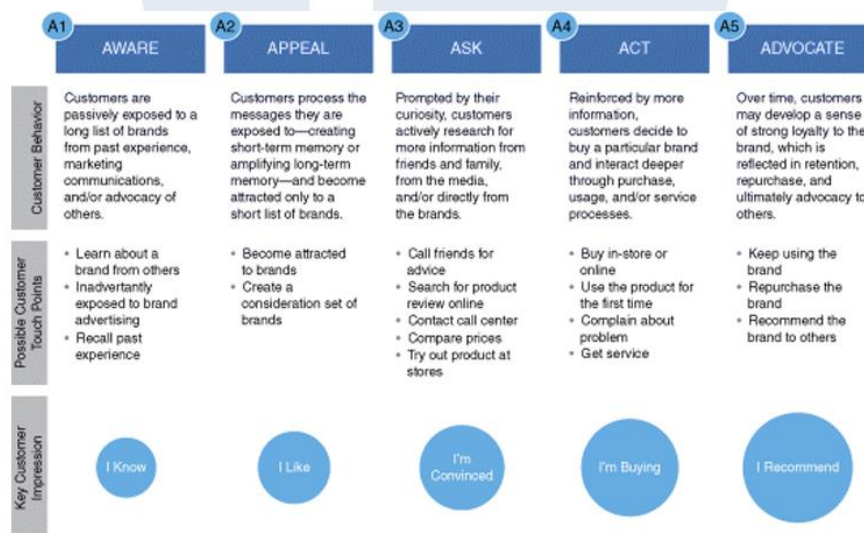 A1
AWARE
A2
APPEAL
A3
ASK
A4
ACT
A5
ADVOCATE
Customer Behavior
Customers are
passively exposed to a
long list of brands
from past experience,
marketing
communications,
and/or advocacy of
others.
Customers process the
messages they are
exposed to—creating
short-term memory or
amplifying long-term
memory—and become
attracted only to a
short list of brands.
Prompted by their
curiosity, customers
actively research for
more information from
friends and family,
from the media,
and/or directly from
the brands.
Reinforced by more
information,
customers decide to
buy a particular brand
and interact deeper
through purchase,
usage, and/or service
processes.
Over time, customers
may develop a sense
of strong loyalty to the
brand, which is
reflected in retention,
repurchase, and
ultimately advocacy to
others.
Possible Customer
Touch Points
• Learn about a
brand from others
• Inadvertantly
exposed to brand
advertising
• Recall past
experience
• Become attracted
to brands
• Create a
consideration set of
brands
• Call friends for
advice
• Search for product
review online
• Contact call center
• Compare prices
• Try out product at
stores
• Buy in-store or
online
• Use the product for
the first time
• Complain about
problem
• Get service
• Keep using the
brand
• Repurchase the
brand
• Recommend the
brand to others
Key Customer
Impression
I Know
I Like
I'm
Convinced
I'm Buying
I Recommend